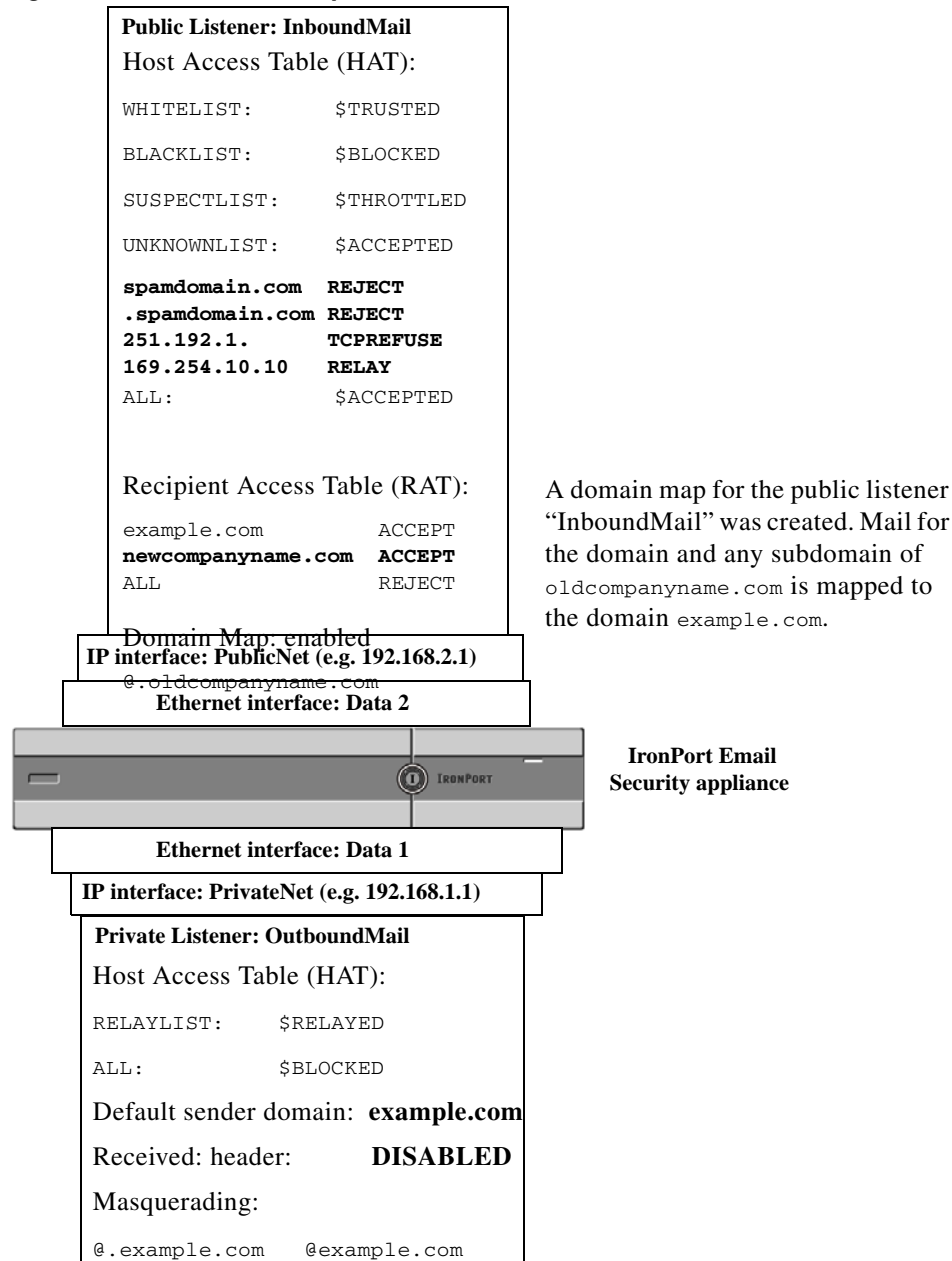 Public Listener: InboundMail
Host Access Table (HAT):
WHITELIST: $TRUSTED
BLACKLIST: $BLOCKED
SUSPECTLIST: $THROTTLED
UNKNOWNLIST: $ACCEPTED
spamdomain.com REJECT
.spamdomain.com REJECT
251.192.1. TCPREFUSE
169.254.10.10 RELAY
ALL: $ACCEPTED
Recipient Access Table (RAT):
example.com ACCEPT
newcompanyname.com ACCEPT
ALL REJECT
Domain Map: enabled
A domain map for the public listener
“InboundMail” was created. Mail for
the domain and any subdomain of
oldcompanyname.com is mapped to
the domain example.com.
IP interface: PublicNet (e.g. 192.168.2.1)
@.oldcompanyname.com
Ethernet interface: Data 2
IRONPORT
IronPort Email
Security appliance
Ethernet interface: Data 1
IP interface: PrivateNet (e.g. 192.168.1.1)
Private Listener: OutboundMail
Host Access Table (HAT):
RELAYLIST: $RELAYED
ALL: $BLOCKED
Default sender domain: example.com
Received: header: DISABLED
Masquerading:
@.example.com @example.com